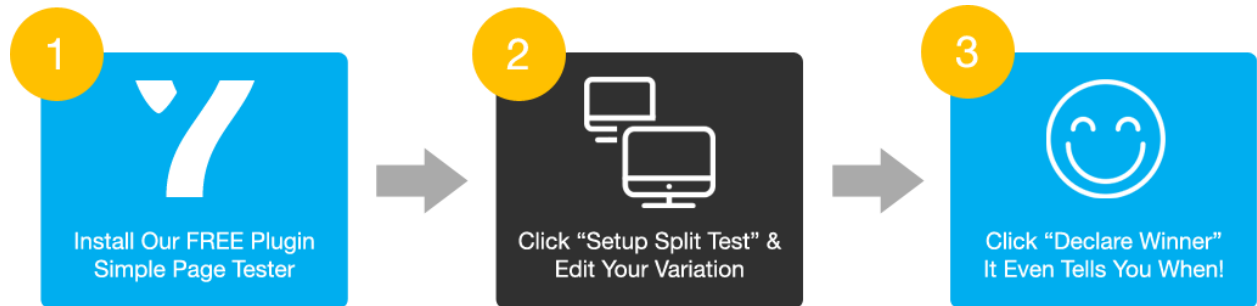 1
Install Our FREE Plugin
Simple Page Tester
2
Click “Setup Split Test” &
Edit Your Variation
3
Click “Declare Winner”
It Even Tells You When!